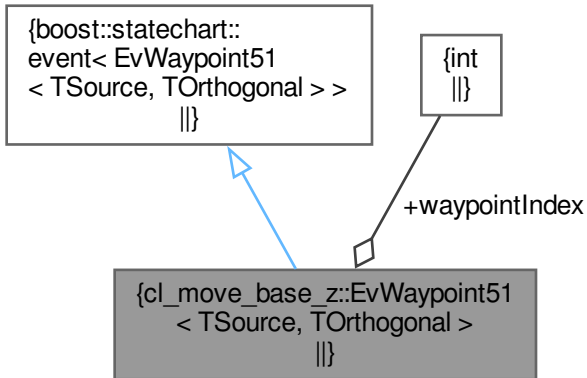 {boost::statechart::
event< EvWaypoint51
< TSource, TOrthogonal > >
||}
{int
||}
+waypointIndex
{cl_move_base_z::EvWaypoint51
< TSource, TOrthogonal >
||}